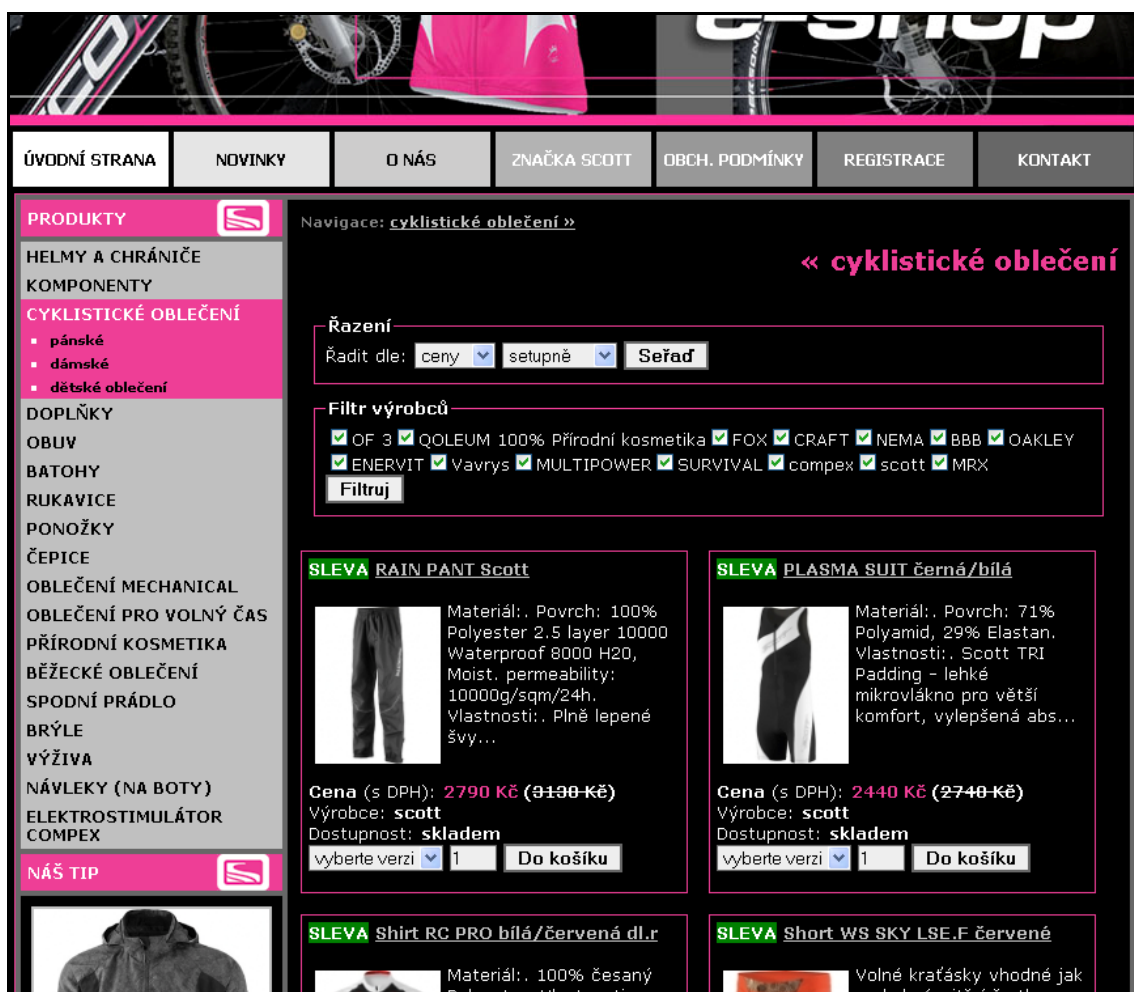 e-shop
ÚVODNÍ STRANA
NOVINKY
O NÁS
ZNAČKA SCOTT
OBCH. PODMÍNKY
REGISTRACE
KONTAKT
PRODUKTY
HELMY A CHRÁNIČE
KOMPONENTY
CYKLISTICKÉ OBLEČENÍ
pánské
dámské
dětské oblečení
DOPLŇKY
OBUV
BATOHY
RUKAVICE
PONOŽKY
ČEPICE
OBLEČENÍ MECHANICAL
OBLEČENÍ PRO VOLNÝ ČAS
PŘÍRODNÍ KOSMETIKA
BĚŽECKÉ OBLEČENÍ
SPODNÍ PRÁDLO
BRÝLE
VÝŽIVA
NÁVLEKY (NA BOTY)
ELEKTROSTIMULÁTOR
COMPEX
NÁŠ TIP
Navigace: cyklistické oblečení »
« cyklistické oblečení
Řazení
Řadit dle: ceny setupně Seřaď
Filtr výrobců
OF 3 QOLEUM 100% Přírodní kosmetika FOX CRAFT NEMA BBB OAKLEY
ENERVIT Vavrys MULTIPOWER SURVIVAL compex scott MRX
Filtruj
SLEVA RAIN PANT Scott
Materiál:. Povrch: 100%
Polyester 2.5 layer 10000
Waterproof 8000 H20,
Moist. permeability:
10000g/sqm/24h.
Vlastnosti:. Plně lepené
švy...
Cena (s DPH): 2790 Kč (3130 Kč)
Výrobce: scott
Dostupnost: skladem
vyberte verzi 1 Do košíku
SLEVA PLASMA SUIT černá/bílá
Materiál:. Povrch: 71%
Polyamid, 29% Elastan.
Vlastnosti:. Scott TRI
Padding - lehké
mikrovlákno pro větší
komfort, vylepšená abs...
Cena (s DPH): 2440 Kč (2740 Kč)
Výrobce: scott
Dostupnost: skladem
vyberte verzi 1 Do košíku
SLEVA Shirt RC PRO bílá/červená dl.r
Materiál:. 100% česaný
SLEVA Short WS SKY LSE.F červené
Volné kraťásky vhodné jak